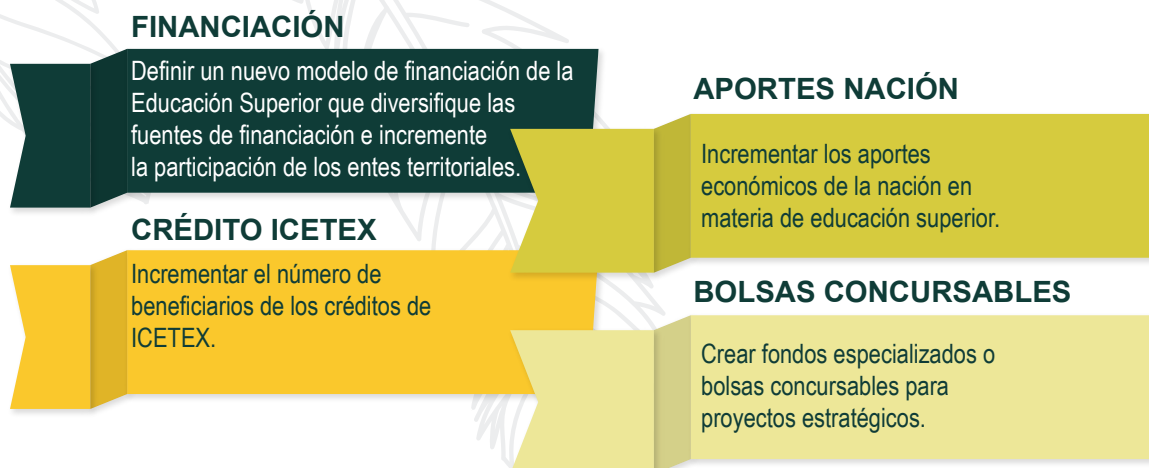 FINANCIACIÓN
Definir un nuevo modelo de financiación de la
Educación Superior que diversifique las
fuentes de financiación e incremente
la participación de los entes territoriales.
APORTES NACIÓN
Incrementar los aportes
económicos de la nación en
materia de educación superior.
CRÉDITO ICETEX
Incrementar el número de
beneficiarios de los créditos de
ICETEX.
BOLSAS CONCURSABLES
Crear fondos especializados o
bolsas concursables para
proyectos estratégicos.